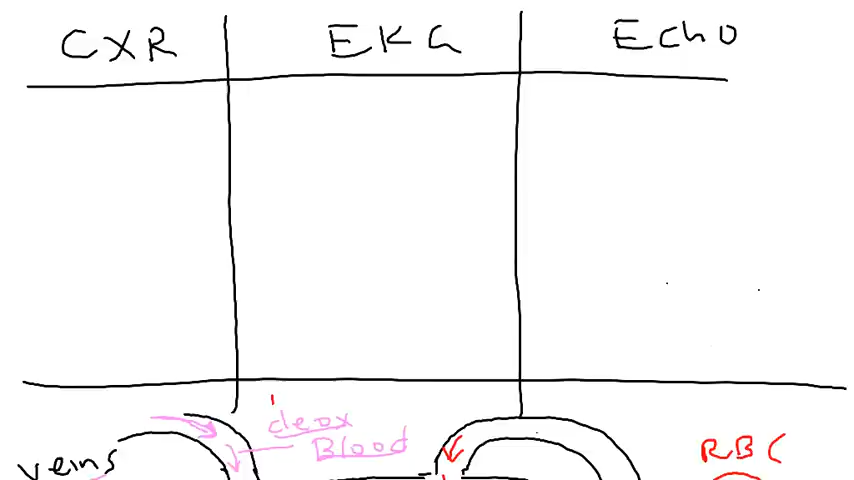 CXR
EKG
Echo
deox
Blood
RBC
veins